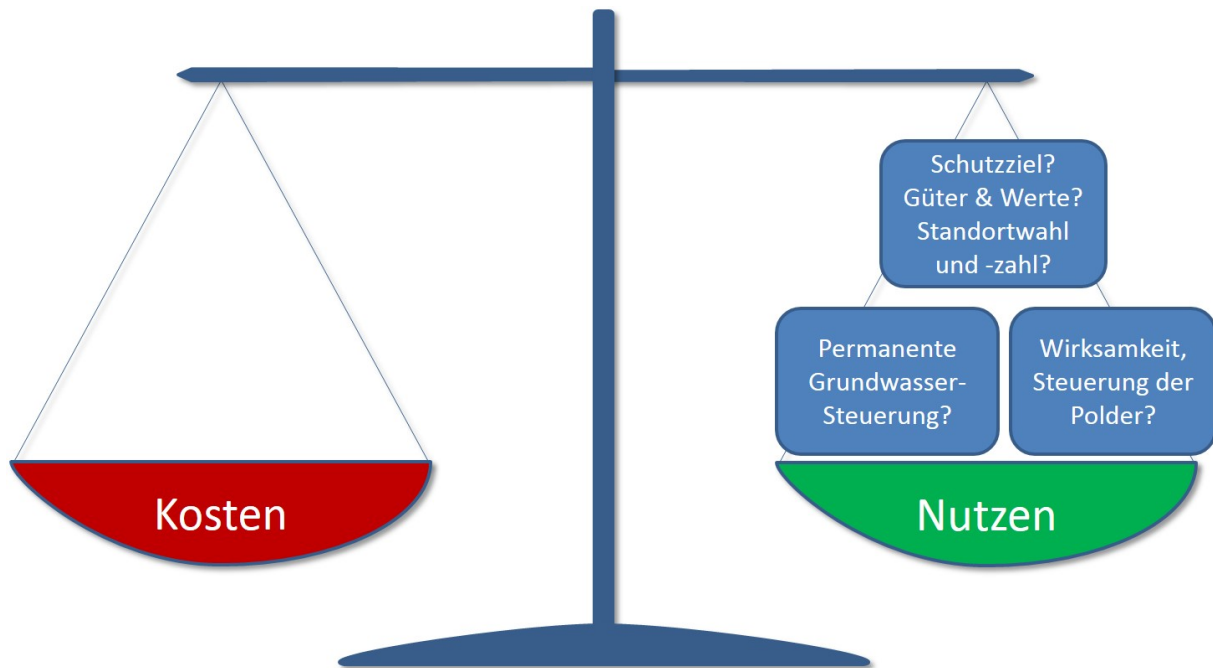 Schutzziel?
Güter & Werte?
Standortwahl
und -zahl?
Permanente
Grundwasser-
Steuerung?
Wirksamkeit,
Steuerung der
Polder?
Kosten
Nutzen